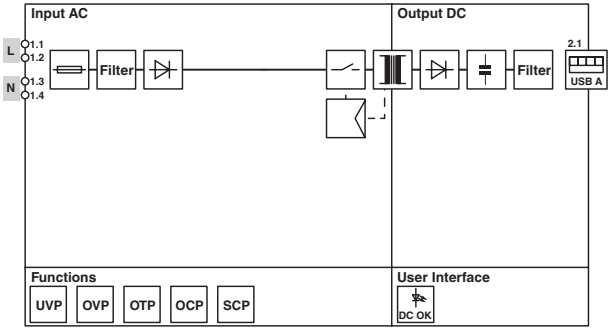 Input AC
Output DC
L
1.1
1.2
N
1.3
1.4
Filter
Filter
2.1
USB A
Functions
UVP
OVP
OTP
OCP
SCP
User Interface
DC OK